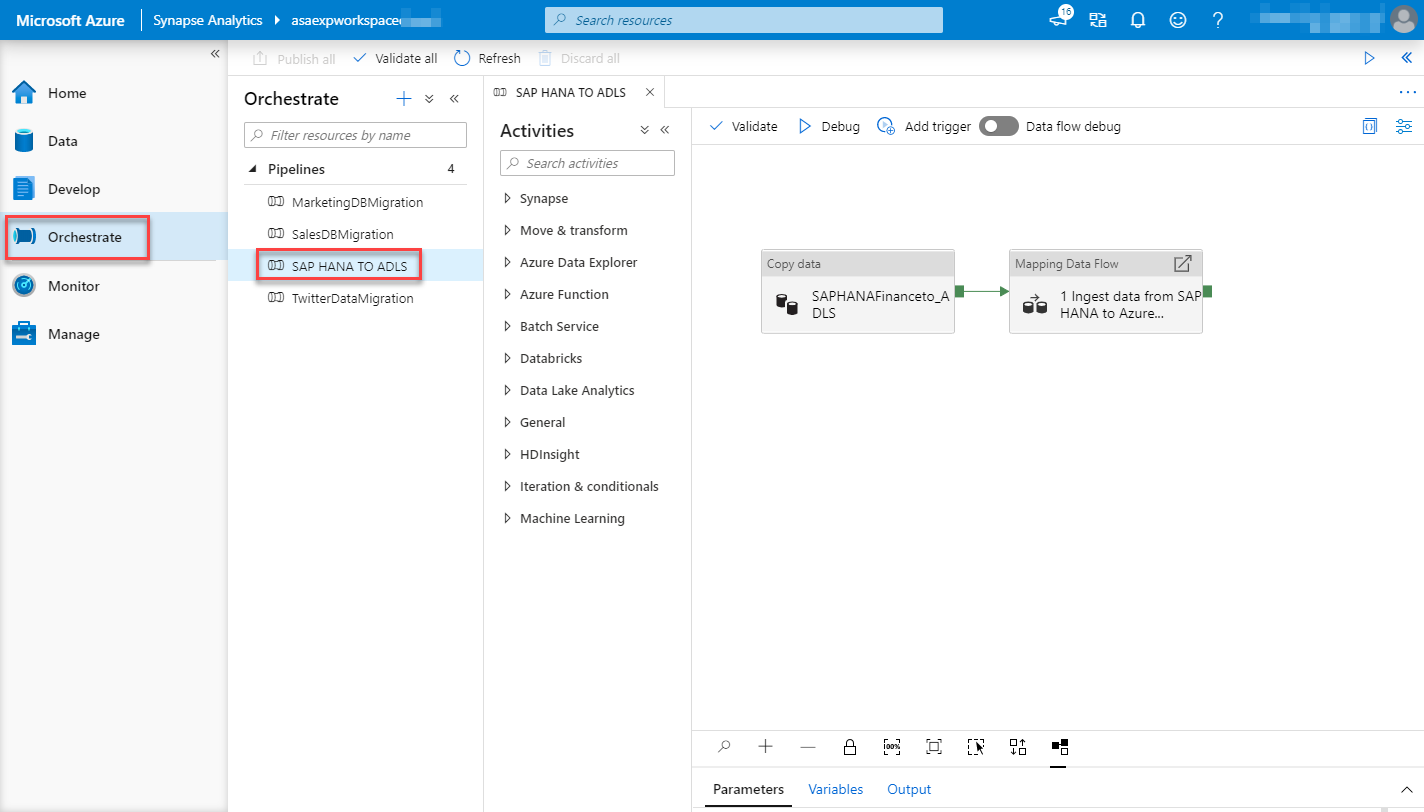 Microsoft Azure
Synapse Analytics
asaexpworkspace
Search resources
16
Publish all
Validate all
Refresh
Discard all
Home
Data
Develop
Orchestrate
Monitor
Manage
Orchestrate
Filter resources by name
Pipelines
4
MarketingDBMigration
SalesDBMigration
SAP HANA TO ADLS
TwitterDataMigration
SAP HANA TO ADLS
Activities
Search activities
Synapse
Move & transform
Azure Data Explorer
Azure Function
Batch Service
Databricks
Data Lake Analytics
General
HDInsight
Iteration & conditionals
Machine Learning
Validate
Debug
Add trigger
Data flow debug
Copy data
SAPHANAFinanceto_A
DLS
Mapping Data Flow
1 Ingest data from SAP
HANA to Azure...
100%
Parameters
Variables
Output